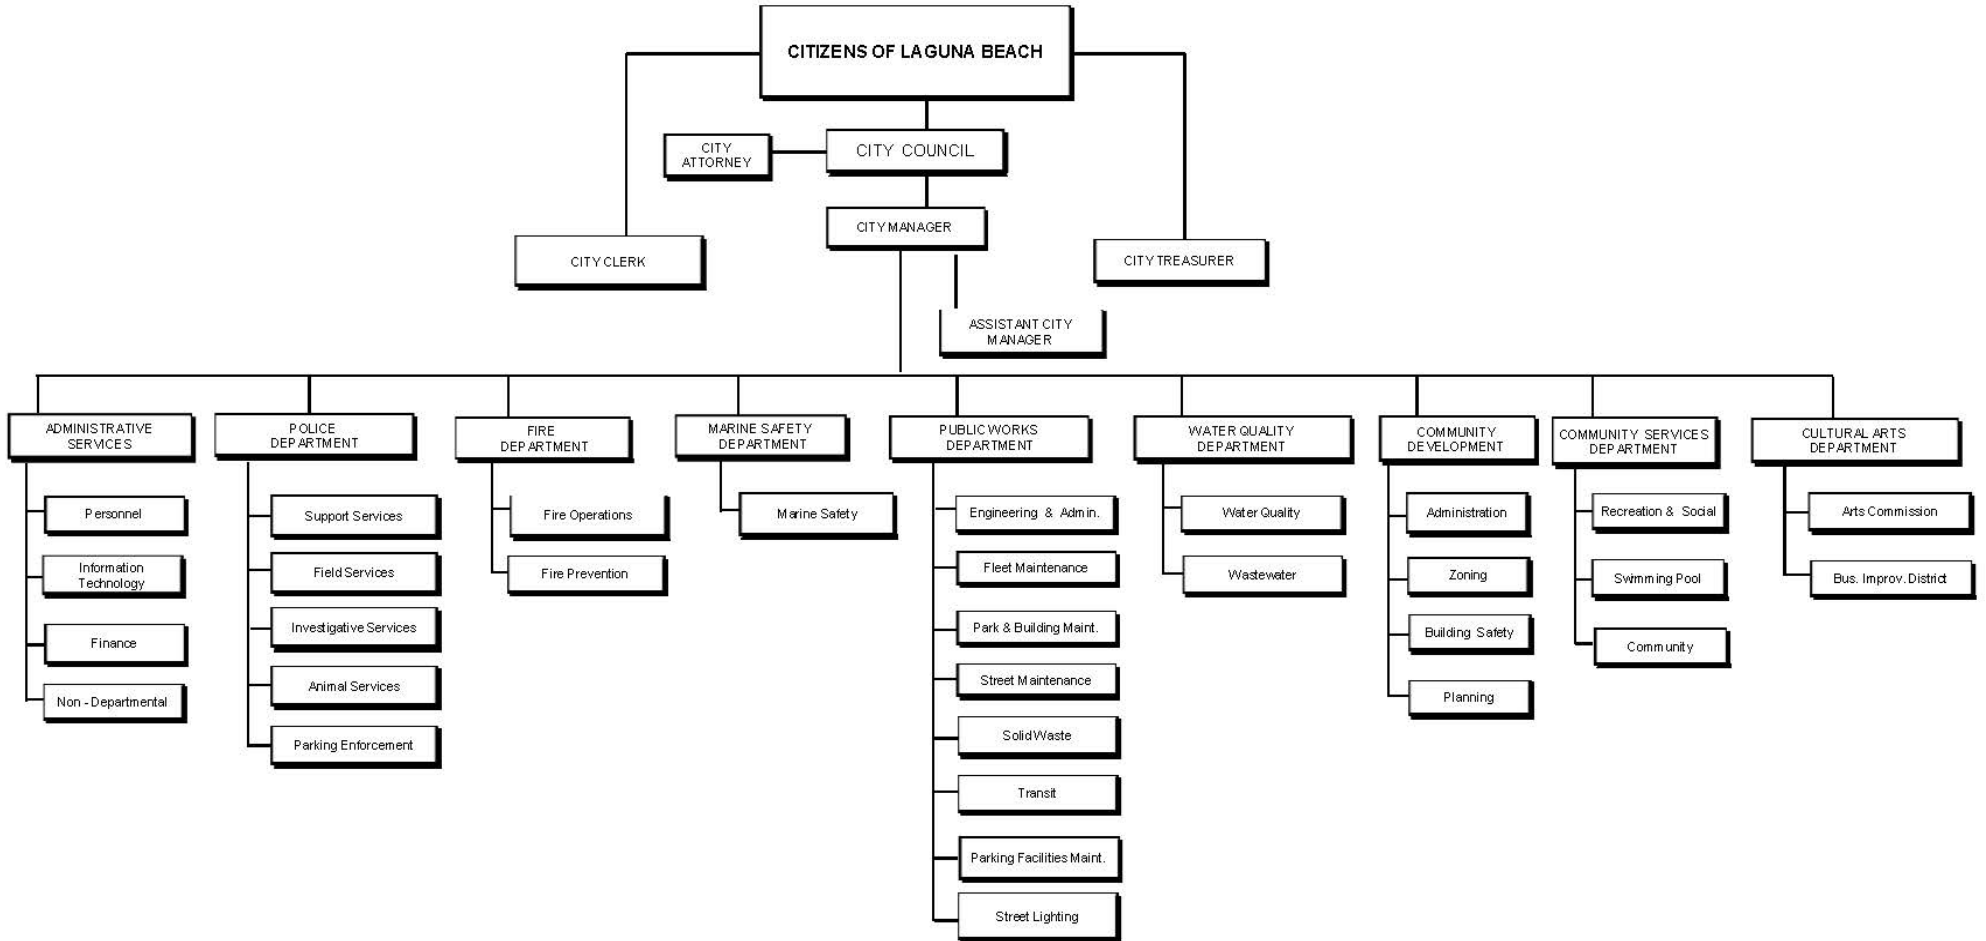 CITIZENS OF LAGUNA BEACH
CITY
ATTORNEY
CITY COUNCIL
CITY MANAGER
CITY CLERK
CITY TREASURER
ASSISTANT CITY
MANAGER
ADMINISTRATIVE
SERVICES
Personnel
Information
Technology
Finance
Non - Departmental
POLICE
DEPARTMENT
Support Services
Field Services
Investigative Services
Animal Services
Parking Enforcement
FIRE
DEPARTMENT
Fire Operations
Fire Prevention
MARINE SAFETY
DEPARTMENT
Marine Safety
PUBLIC WORKS
DEPARTMENT
Engineering & Admin.
Fleet Maintenance
Park & Building Maint.
Street Maintenance
Solid Waste
Transit
Parking Facilities Maint.
Street Lighting
WATER QUALITY
DEPARTMENT
Water Quality
Wastewater
COMMUNITY
DEVELOPMENT
Administration
Zoning
Building Safety
Planning
COMMUNITY SERVICES
DEPARTMENT
Recreation & Social
Swimming Pool
Community
CULTURAL ARTS
DEPARTMENT
Arts Commission
Bus. Improv. District